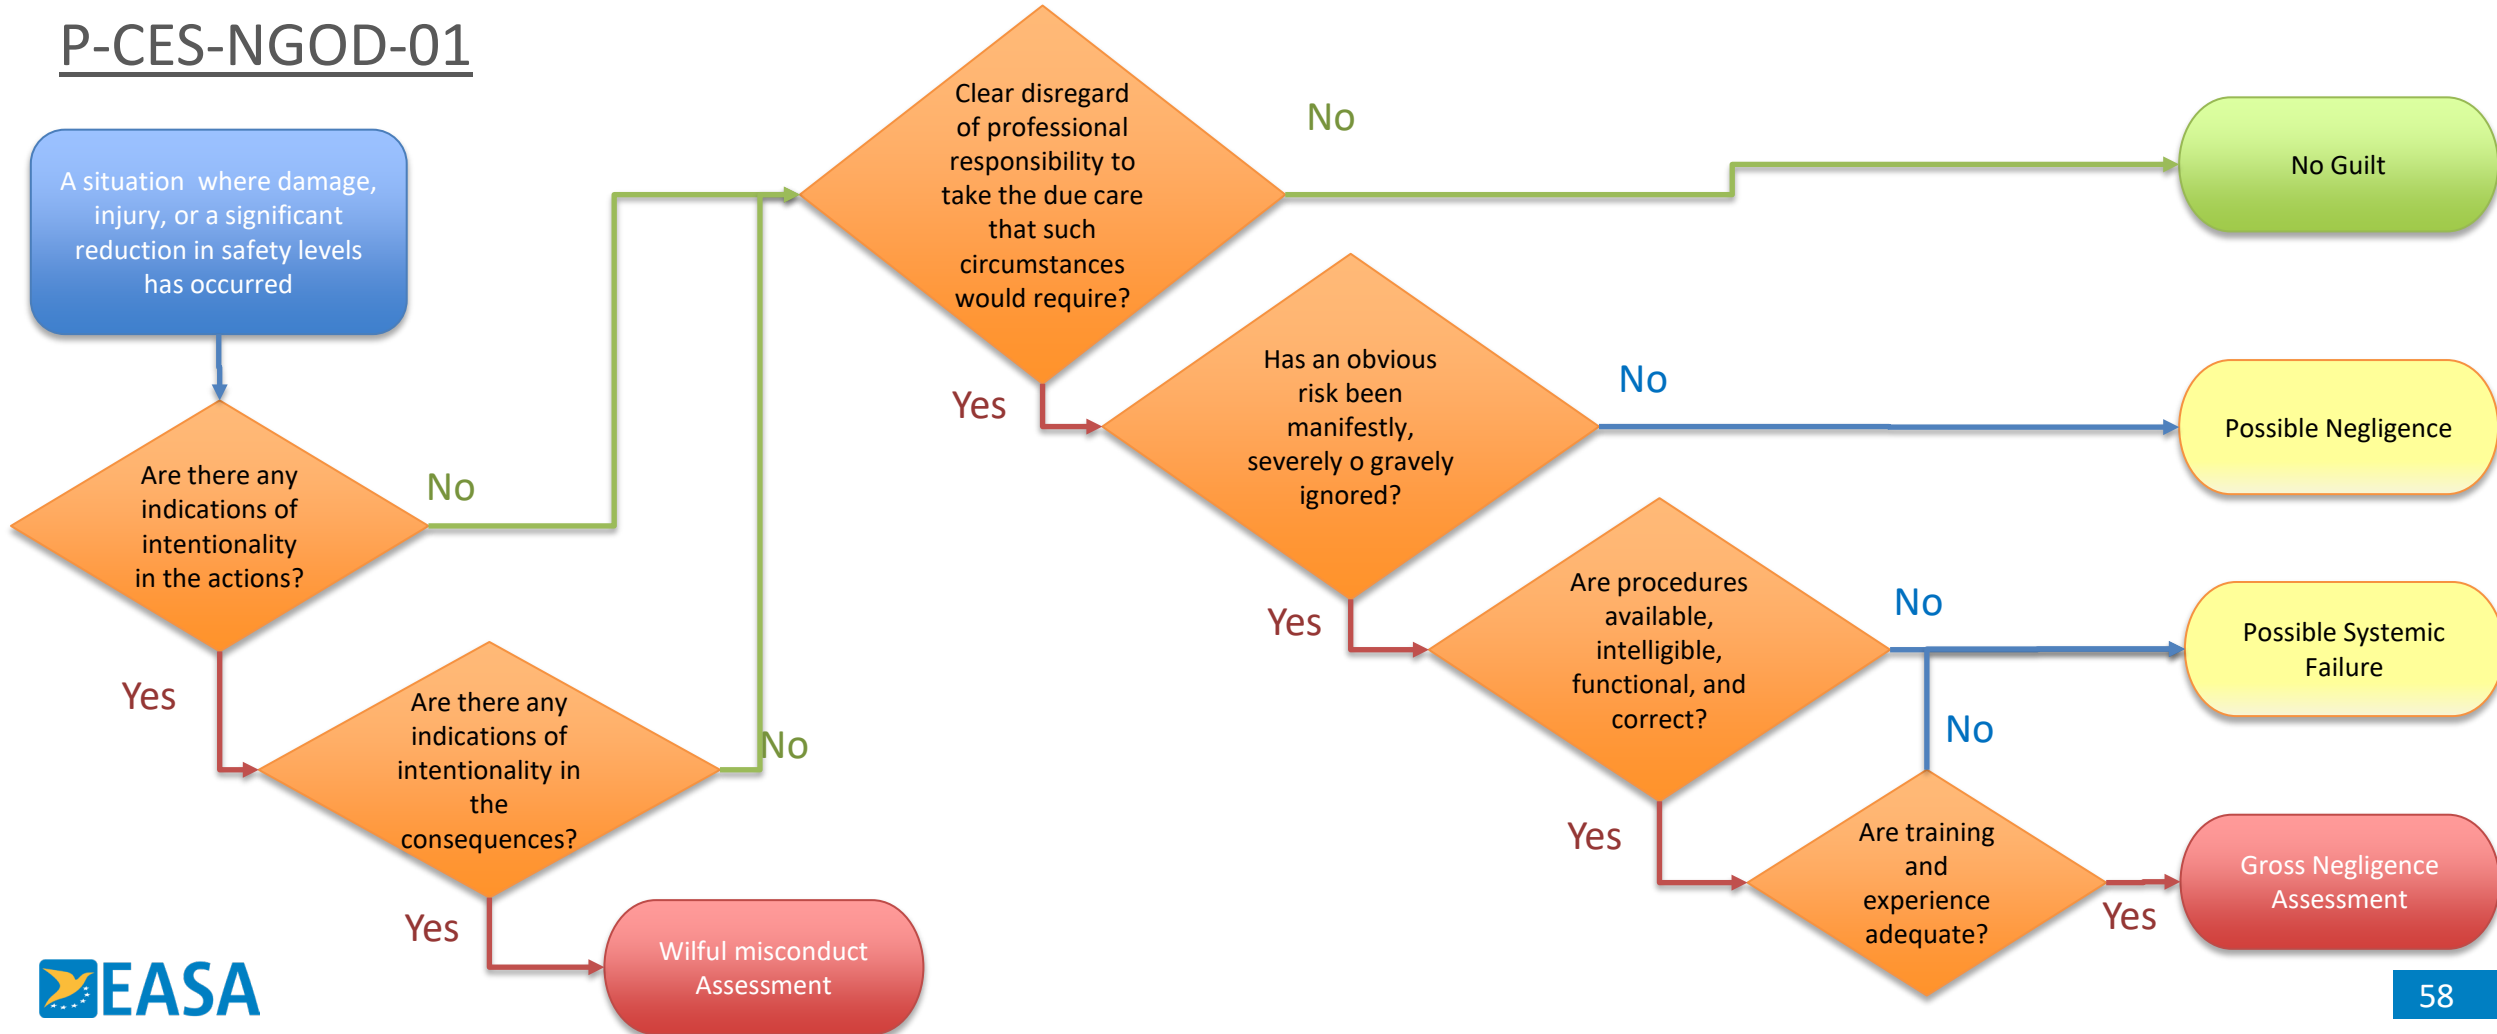 P-CES-NGOD-01
A situation where damage,
injury, or a significant
reduction in safety levels
has occurred
Are there any
indications of
intentionality
in the actions?
No
Yes
Are there any
indications of
intentionality in
the
consequences?
No
Yes
Wilful misconduct
Assessment
Clear disregard
of professional
responsibility to
take the due care
that such
circumstances
would require?
No
No Guilt
Yes
Has an obvious
risk been
manifestly,
severely o gravely
ignored?
No
Possible Negligence
Yes
Are procedures
available,
intelligible,
functional, and
correct?
No
Possible Systemic
Failure
Yes
No
Are training
and
experience
adequate?
Yes
Gross Negligence
Assessment
EASA
58